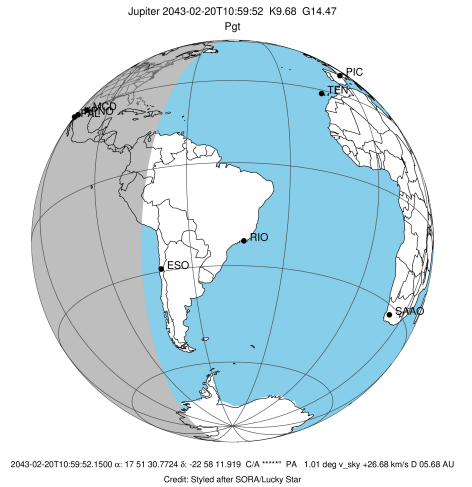 Jupiter 2043-02-20T10:59:52 K9.68 G14.47
Pgt
PIC
TEN
MCD
RIO
ESO
SAAO
2043-02-20T10:59:52.1500 α: 17 51 30.7724 δ: -22 58 11.919 C/A *****" PA 1.01 deg v_sky +26.68 km/s D 05.68 AU
Credit: Styled after SORA/Lucky Star